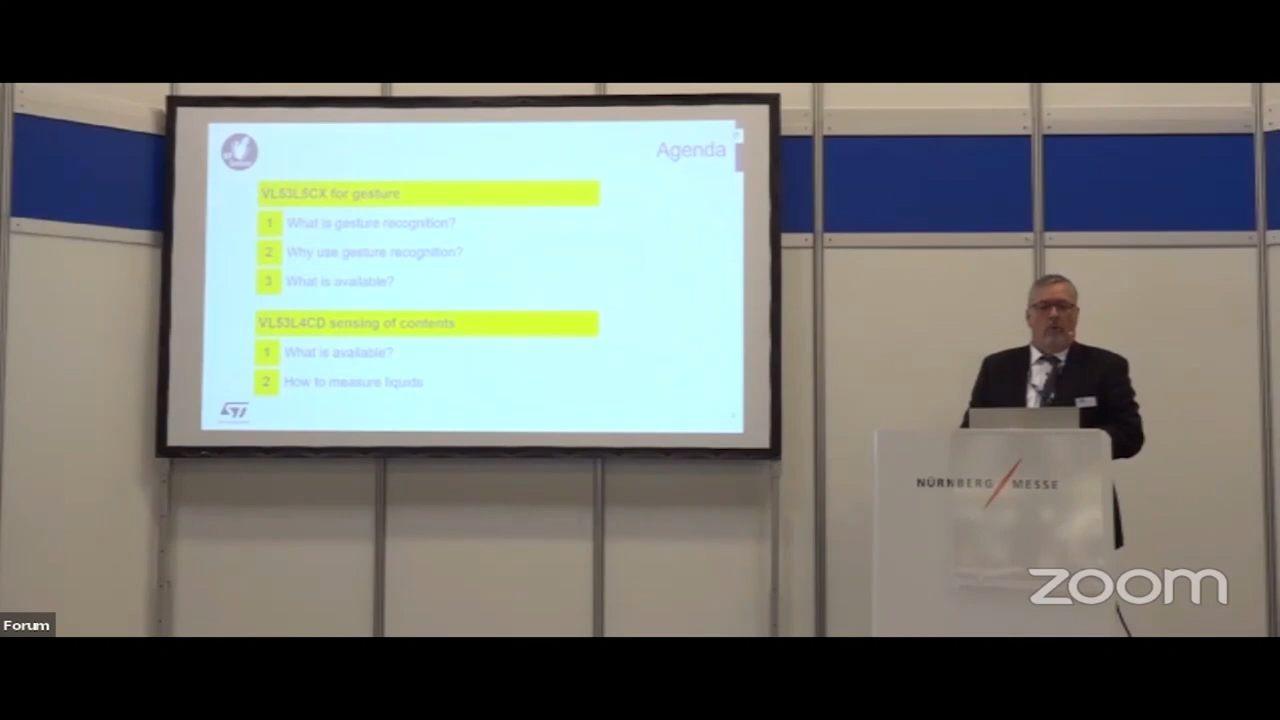 Agenda
VL53L5CX for gesture
1 What is gesture recognition?
2 Why use gesture recognition?
3 What is available?
VL53L4CD sensing of contents
1 What is available?
2 How to measure liquids
ST
NÜRNBERG MESSE
zoom
Forum